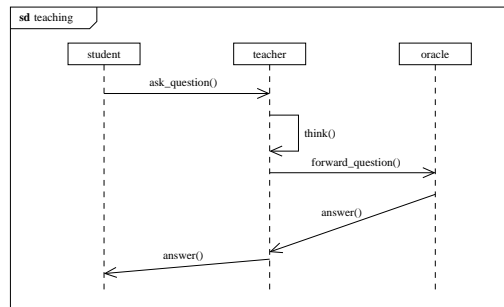 sd teaching
student
teacher
oracle
ask_question()
think()
forward_question()
answer()
answer()